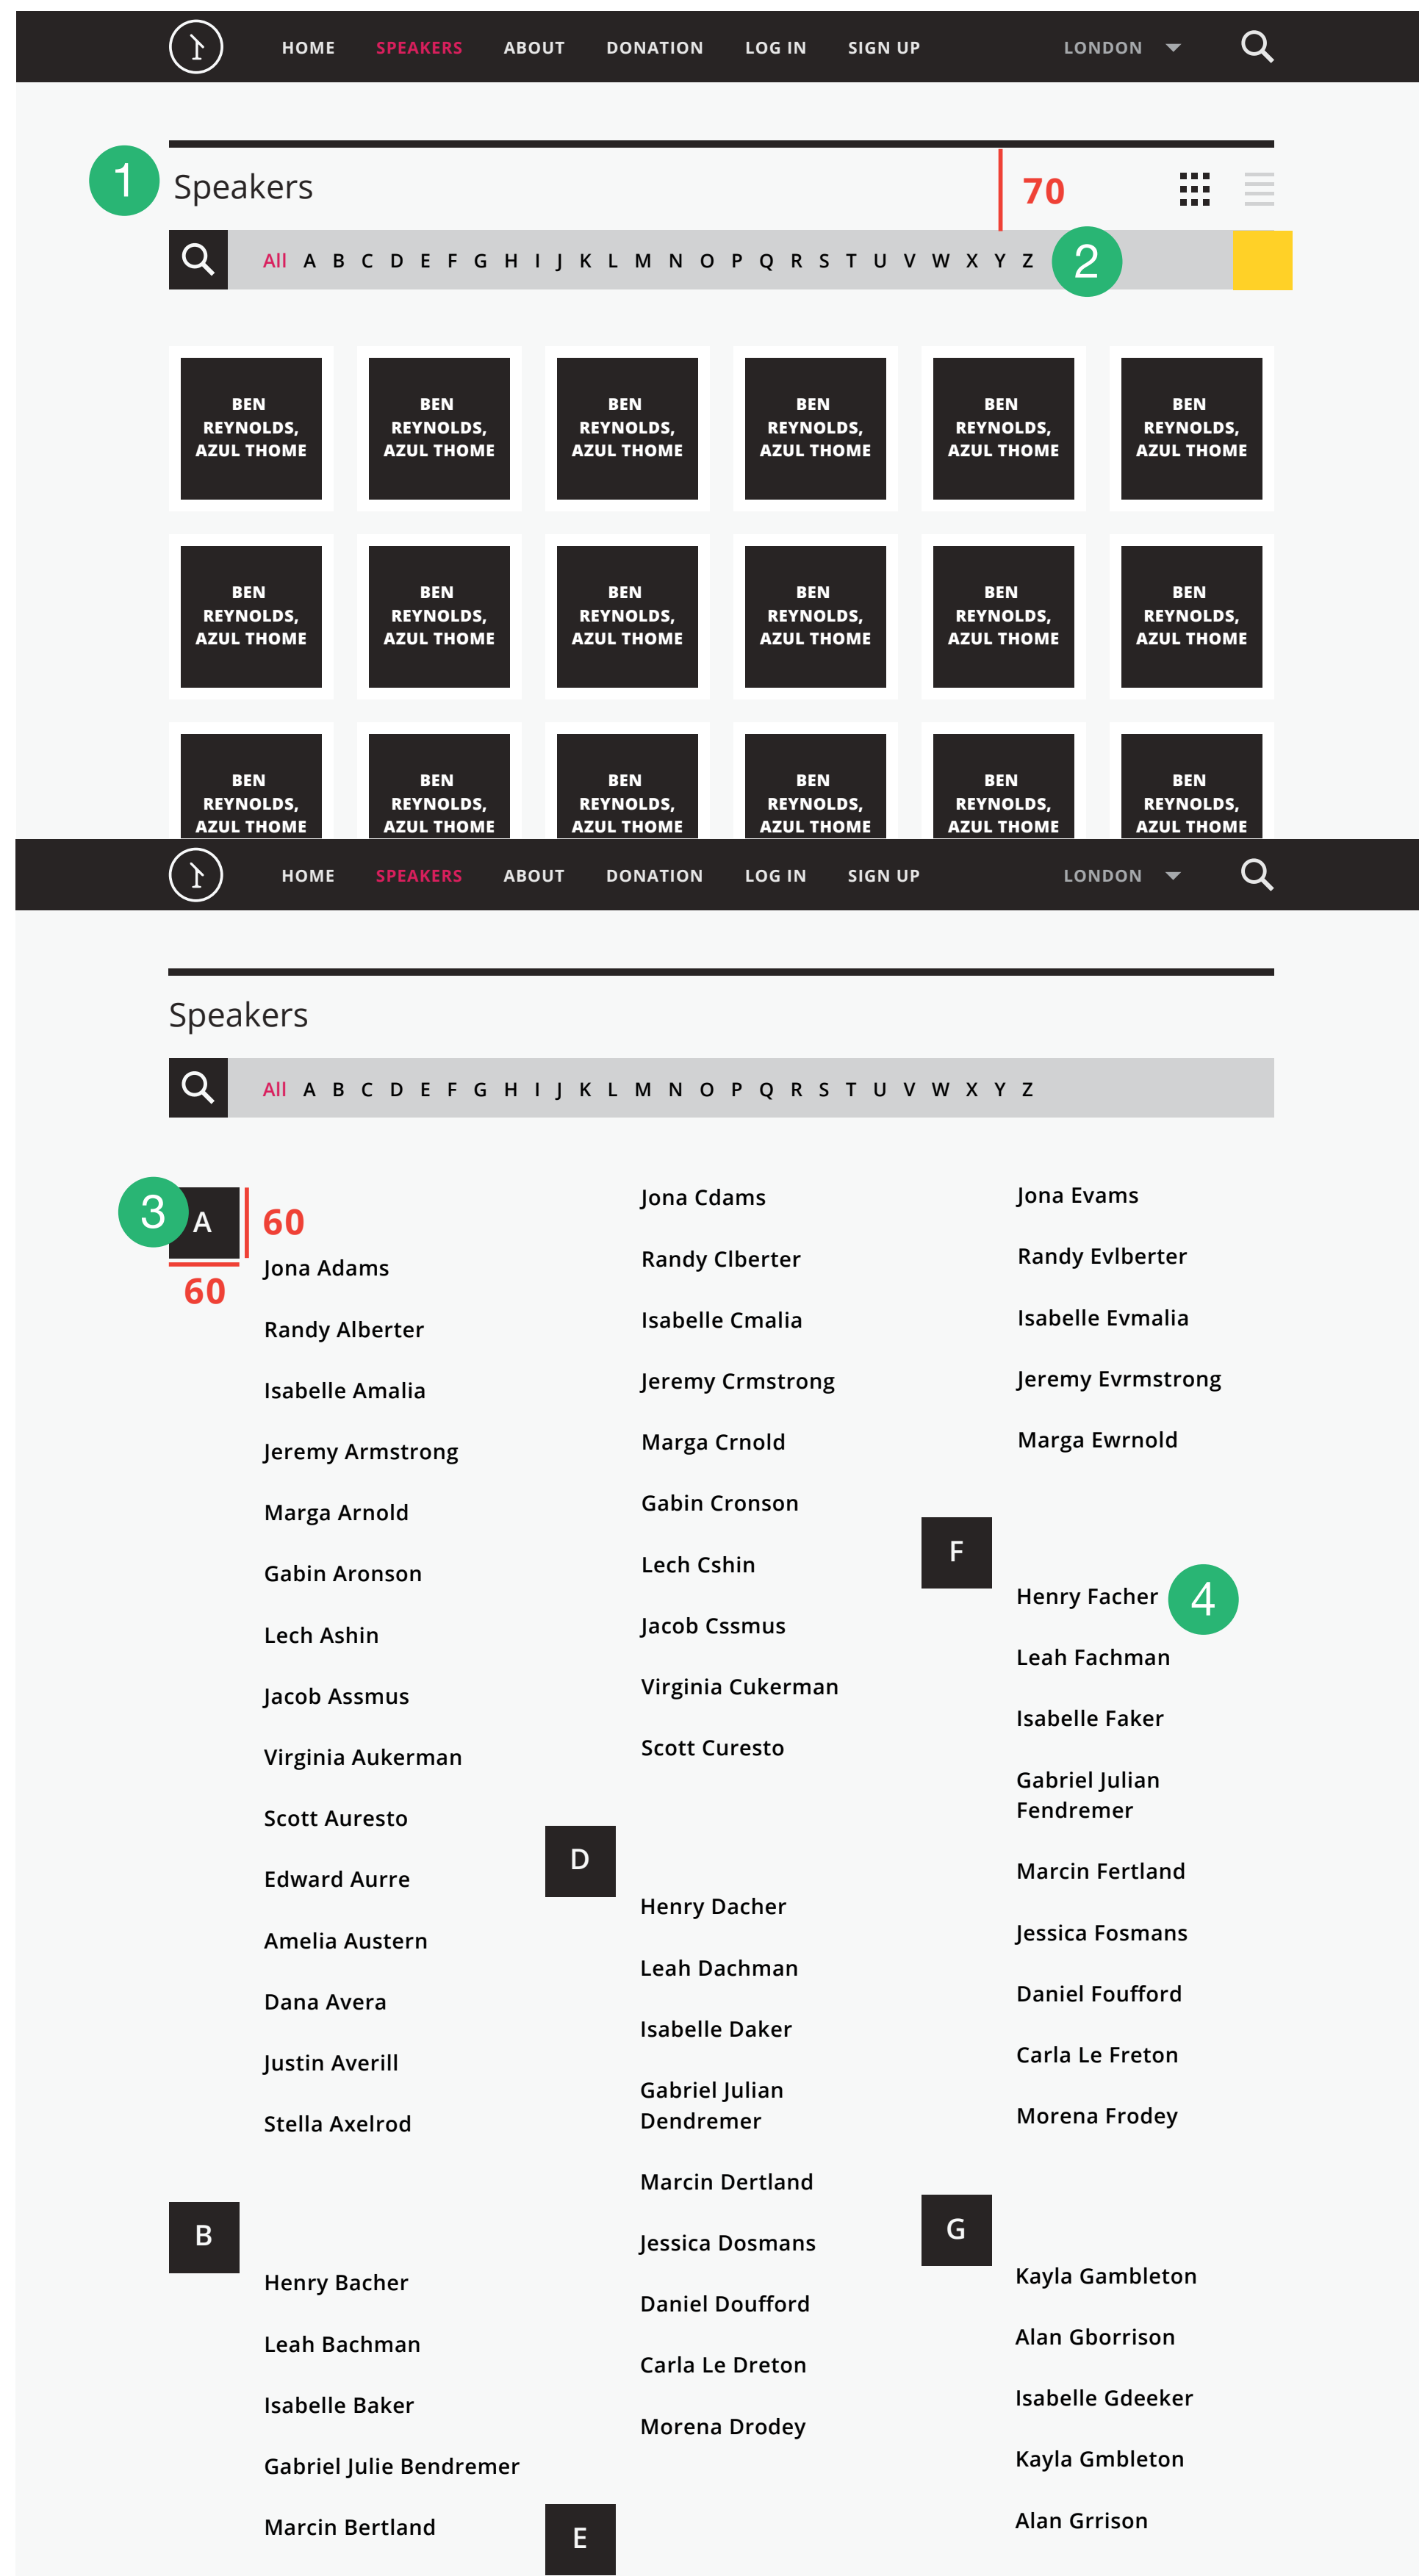 HOME SPEAKERS ABOUT DONATION LOG IN SIGN UP LONDON
1 Speakers 70
All A B C D E F G H I J K L M N O P Q R S T U V W X Y Z 2
BEN BEN BEN BEN BEN BEN
REYNOLDS, REYNOLDS, REYNOLDS, REYNOLDS, REYNOLDS, REYNOLDS,
AZUL THOME AZUL THOME AZUL THOME AZUL THOME AZUL THOME AZUL THOME
BEN BEN BEN BEN BEN BEN
REYNOLDS, REYNOLDS, REYNOLDS, REYNOLDS, REYNOLDS, REYNOLDS,
AZUL THOME AZUL THOME AZUL THOME AZUL THOME AZUL THOME AZUL THOME
BEN BEN BEN BEN BEN BEN
REYNOLDS, REYNOLDS, REYNOLDS, REYNOLDS, REYNOLDS, REYNOLDS,
AZUL THOME AZUL THOME AZUL THOME AZUL THOME AZUL THOME AZUL THOME
HOME SPEAKERS ABOUT DONATION LOG IN SIGN UP LONDON
Speakers
All A B C D E F G H I J K L M N O P Q R S T U V W X Y Z
3 A 60
60
Jona Adams
Randy Alberter
Isabelle Amalia
Jeremy Armstrong
Marga Arnold
Gabin Aronson
Lech Ashin
Jacob Assmus
Virginia Aukerman
Scott Auresto
Edward Aurre
Amelia Austern
Dana Avera
Justin Averill
Stella Axelrod
B
Henry Bacher
Leah Bachman
Isabelle Baker
Gabriel Julie Bendremer
Marcin Bertland
Jona Cdams
Randy Clberter
Isabelle Cmalia
Jeremy Crmstrong
Marga Crnold
Gabin Cronson
Lech Cshin
Jacob Cssmus
Virginia Cukerman
Scott Curesto
D
Henry Dacher
Leah Dachman
Isabelle Daker
Gabriel Julian
Dendremer
Marcin Dertland
Jessica Dosmans
Daniel Doufford
Carla Le Dreton
Morena Drodey
E
Jona Evams
Randy Evlberter
Isabelle Evmalia
Jeremy Evrmstrong
Marga Ewrnold
F
Henry Facher 4
Leah Fachman
Isabelle Faker
Gabriel Julian
Fendremer
Marcin Fertland
Jessica Fosmans
Daniel Foufford
Carla Le Freton
Morena Frodey
G
Kayla Gambleton
Alan Gborrison
Isabelle Gdeeker
Kayla Gmbleton
Alan Grrison